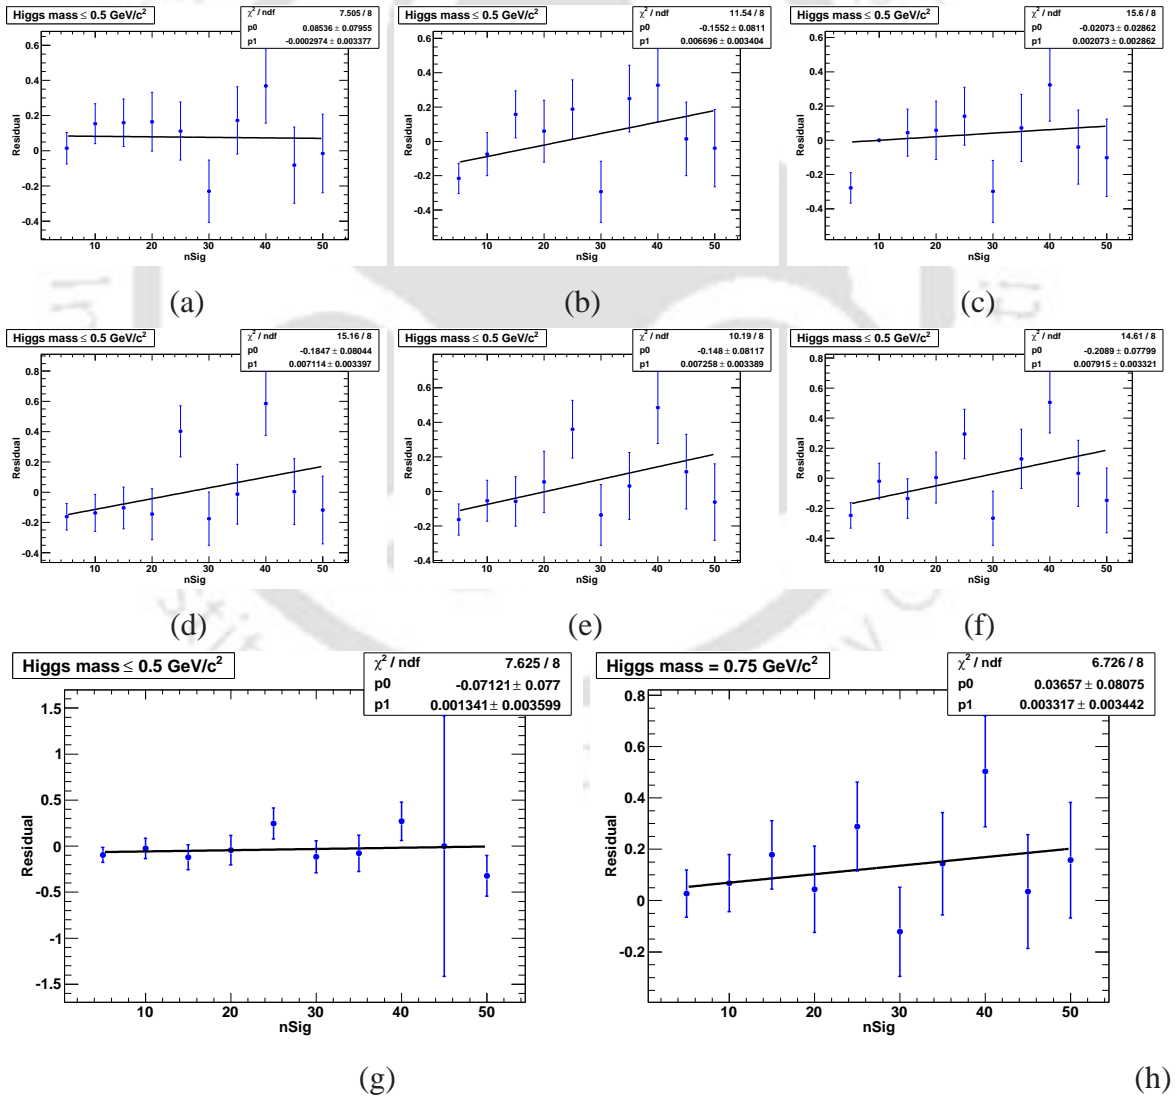 Higgs mass ≤ 0.5 GeV/c²
χ² / ndf 7.505 / 8
p0 0.08536 ± 0.07955
p1 -0.0002974 ± 0.003377
Residual
0.6
0.4
0.2
0
-0.2
-0.4
10 20 30 40 50
nSig
(a)
Higgs mass ≤ 0.5 GeV/c²
χ² / ndf 11.54 / 8
p0 -0.1552 ± 0.0811
p1 0.006696 ± 0.003404
Residual
0.6
0.4
0.2
0
-0.2
-0.4
10 20 30 40 50
nSig
(b)
Higgs mass ≤ 0.5 GeV/c²
χ² / ndf 15.6 / 8
p0 -0.02073 ± 0.02862
p1 0.002073 ± 0.002862
Residual
0.6
0.4
0.2
0
-0.2
-0.4
10 20 30 40 50
nSig
(c)
Higgs mass ≤ 0.5 GeV/c²
χ² / ndf 15.16 / 8
p0 -0.1847 ± 0.08044
p1 0.007114 ± 0.003397
Residual
0.8
0.6
0.4
0.2
0
-0.2
-0.4
10 20 30 40 50
nSig
(d)
Higgs mass ≤ 0.5 GeV/c²
χ² / ndf 10.19 / 8
p0 -0.148 ± 0.08117
p1 0.007258 ± 0.003389
Residual
0.6
0.4
0.2
0
-0.2
-0.4
10 20 30 40 50
nSig
(e)
Higgs mass ≤ 0.5 GeV/c²
χ² / ndf 14.61 / 8
p0 -0.2089 ± 0.07799
p1 0.007915 ± 0.003321
Residual
0.8
0.6
0.4
0.2
0
-0.2
-0.4
10 20 30 40 50
nSig
(f)
Higgs mass ≤ 0.5 GeV/c²
χ² / ndf 7.625 / 8
p0 -0.07121 ± 0.077
p1 0.001341 ± 0.003599
Residual
1.5
1
0.5
0
-0.5
-1
-1.5
10 20 30 40 50
nSig
(g)
Higgs mass = 0.75 GeV/c²
χ² / ndf 6.726 / 8
p0 0.03657 ± 0.08075
p1 0.003317 ± 0.003442
Residual
0.8
0.6
0.4
0.2
0
-0.2
10 20 30 40 50
nSig
(h)